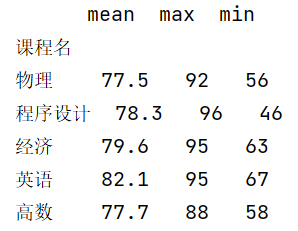 mean max min
课程名
物理 77.5 92 56
程序设计 78.3 96 46
经济 79.6 95 63
英语 82.1 95 67
高数 77.7 88 58